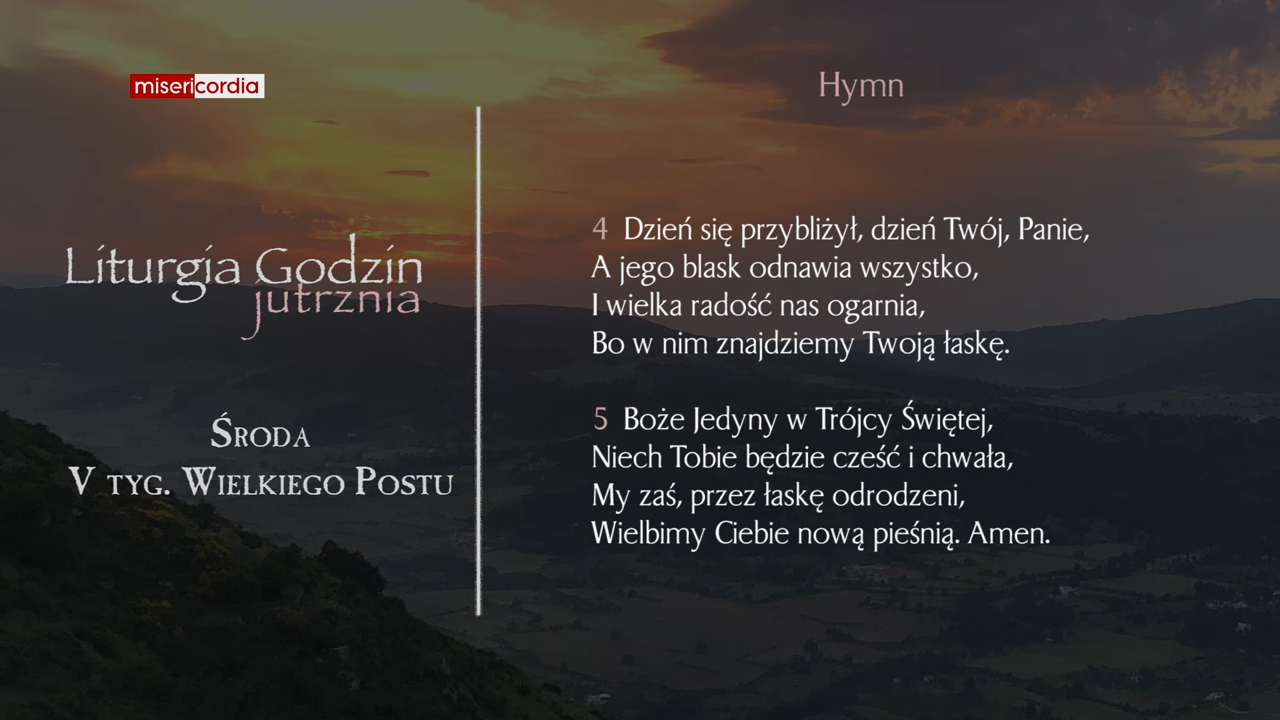 misericordia
Liturgia Godzin
jutrznia
Środa
V tyg. Wielkiego Postu
Hymn
4 Dzień się przybliżył, dzień Twój, Panie,
A jego blask odnawia wszystko,
I wielka radość nas ogarnia,
Bo w nim znajdziemy Twoją łaskę.
5 Boże Jedyny w Trójcy Świętej,
Niech Tobie będzie cześć i chwała,
My zaś, przez łaskę odrodzeni,
Wielbimy Ciebie nową pieśnią. Amen.